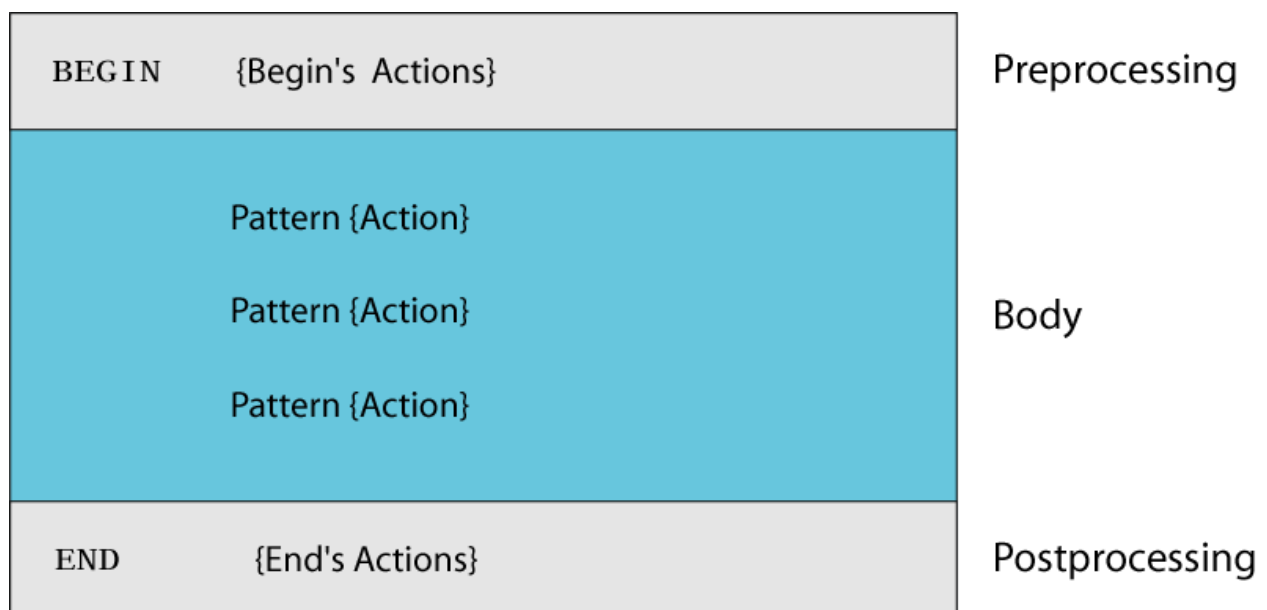 BEGIN {Begin's Actions} Preprocessing
Pattern {Action}
Pattern {Action} Body
Pattern {Action}
END {End's Actions} Postprocessing